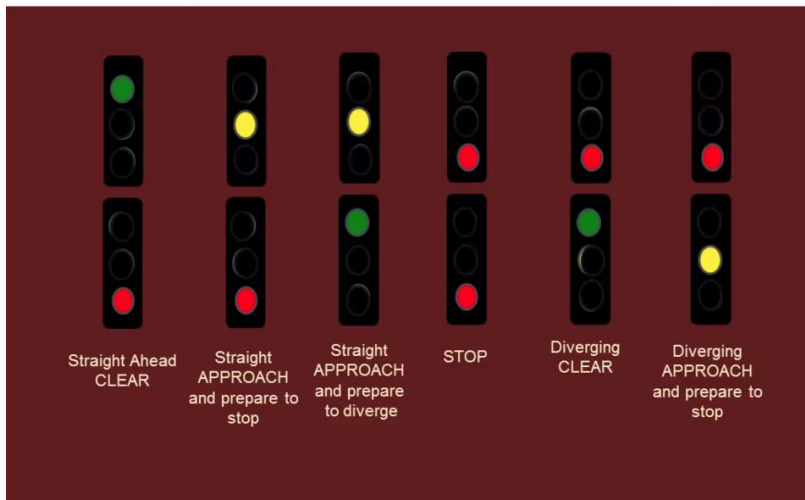 Straight Ahead
CLEAR
Straight
APPROACH
and prepare to
stop
Straight
APPROACH
and prepare
to diverge
STOP
Diverging
CLEAR
Diverging
APPROACH
and prepare to
stop